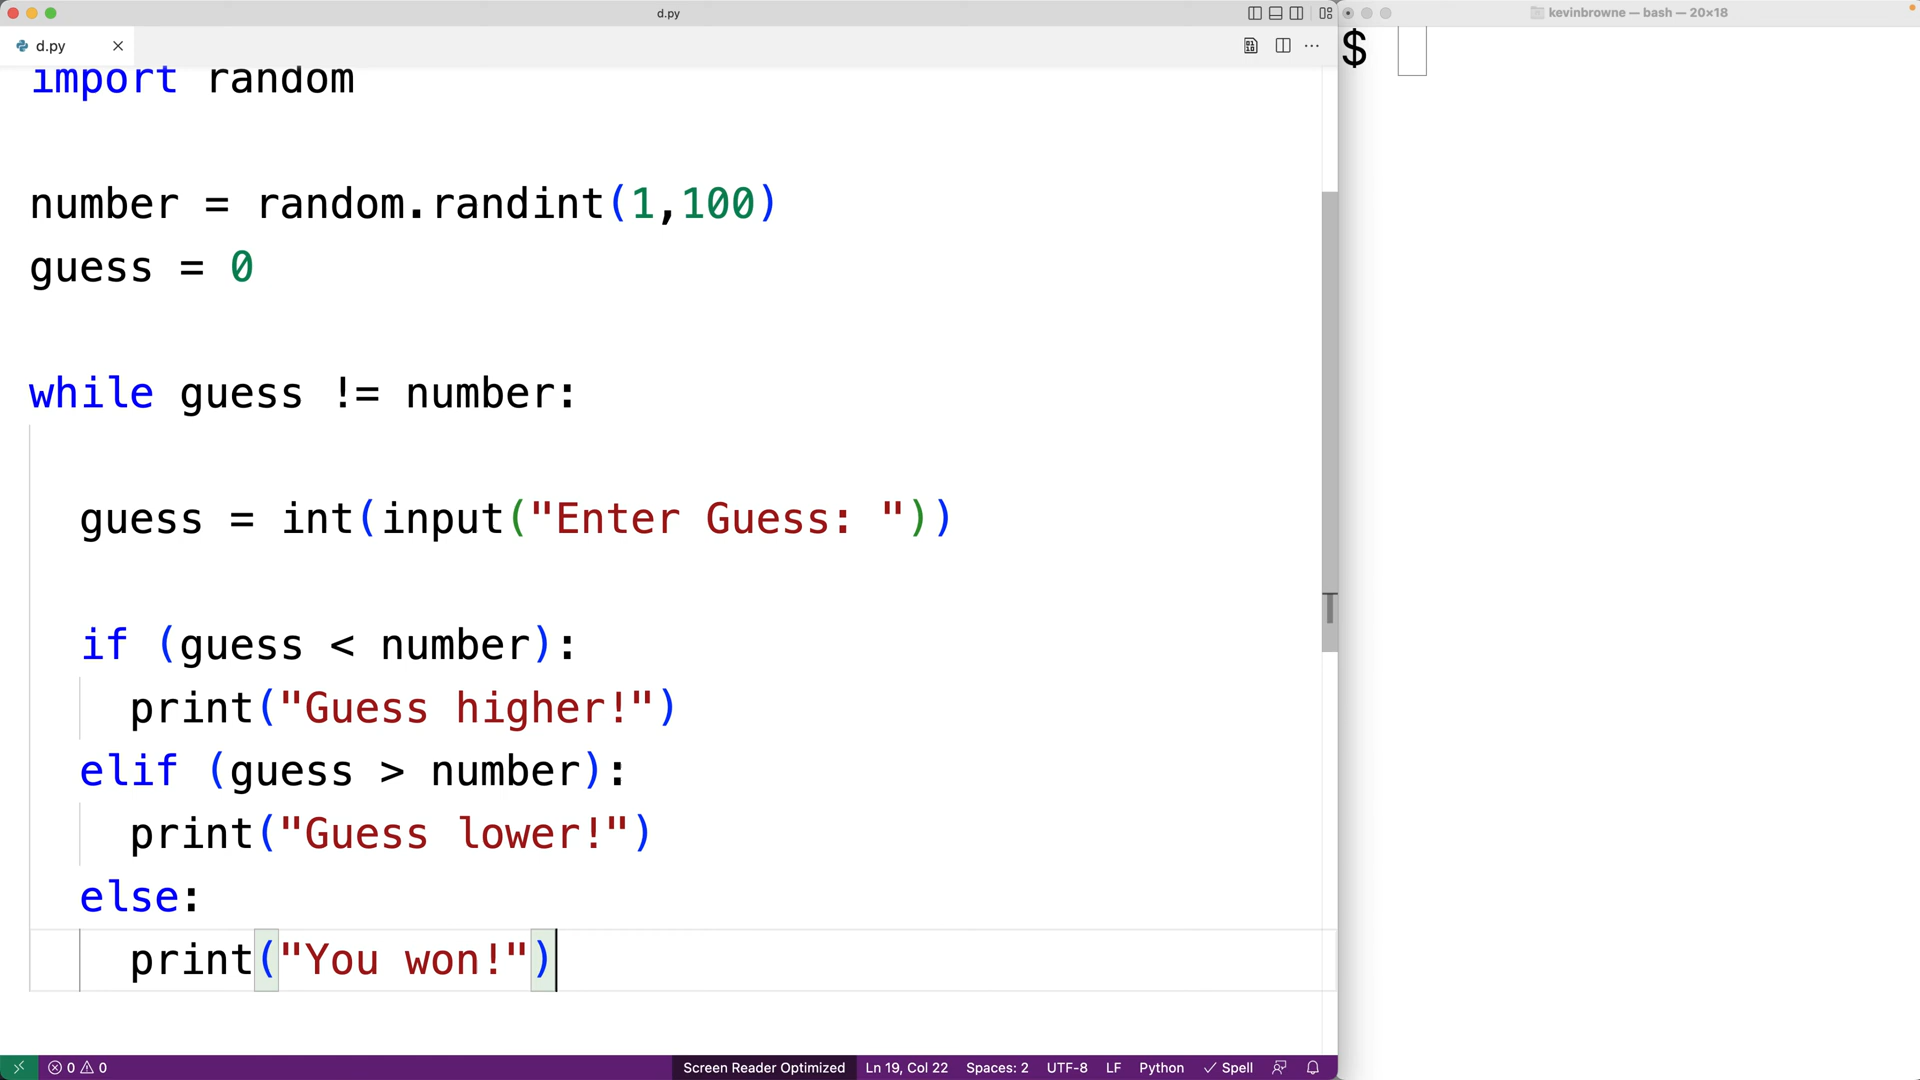 d.py
kevinbrowne — bash — 20×18
d.py
$
import random
number = random.randint(1,100)
guess = 0
while guess != number:
guess = int(input("Enter Guess: "))
if (guess < number):
print("Guess higher!")
elif (guess > number):
print("Guess lower!")
else:
print("You won!")
0 0
Screen Reader Optimized
Ln 19, Col 22
Spaces: 2
UTF-8
LF
Python
Spell